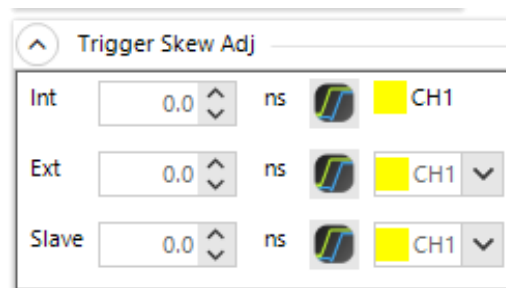 Trigger Skew Adj
Int 0.0 ns CH1
Ext 0.0 ns CH1
Slave 0.0 ns CH1